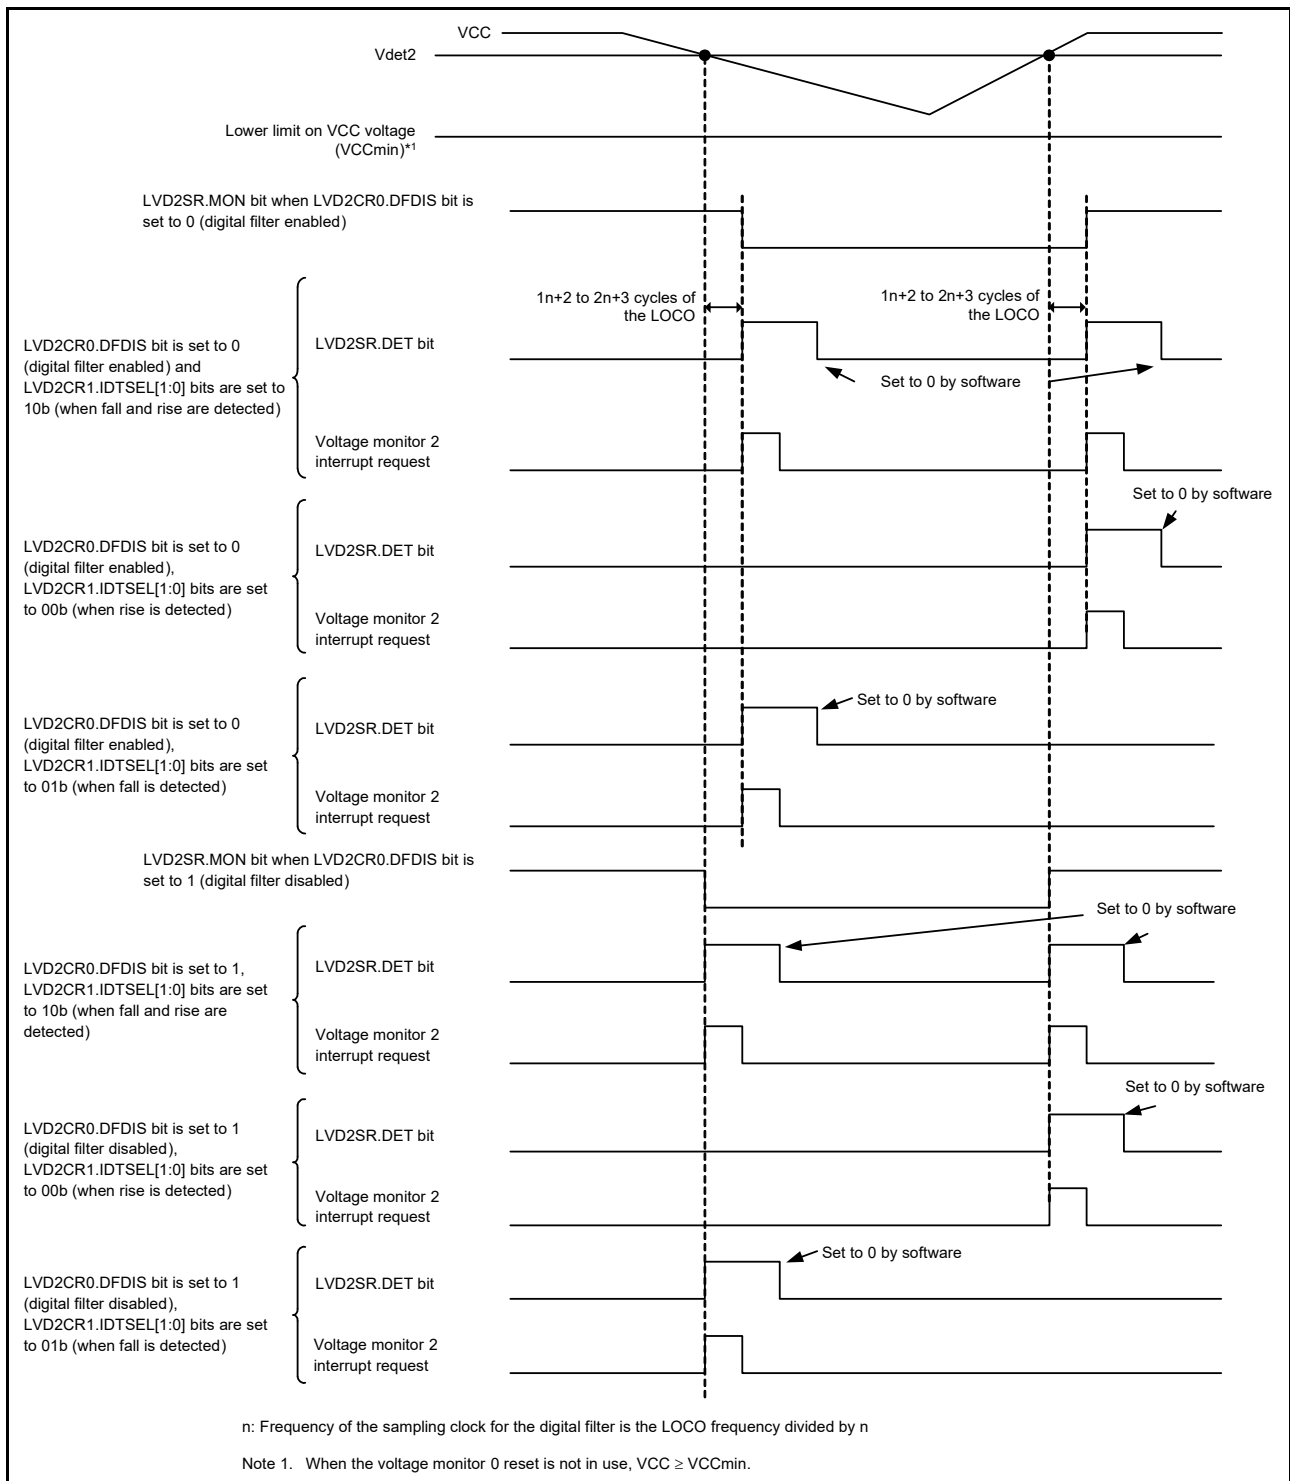 VCC
Vdet2
Lower limit on VCC voltage
(VCCmin)*1
LVD2SR.MON bit when LVD2CR0.DFDIS bit is
set to 0 (digital filter enabled)
1n+2 to 2n+3 cycles of
the LOCO
1n+2 to 2n+3 cycles of
the LOCO
LVD2CR0.DFDIS bit is set to 0
(digital filter enabled) and
LVD2CR1.IDTSEL[1:0] bits are set to
10b (when fall and rise are detected)
LVD2SR.DET bit
Set to 0 by software
Voltage monitor 2
interrupt request
Set to 0 by software
LVD2CR0.DFDIS bit is set to 0
(digital filter enabled),
LVD2CR1.IDTSEL[1:0] bits are set
to 00b (when rise is detected)
LVD2SR.DET bit
Voltage monitor 2
interrupt request
LVD2CR0.DFDIS bit is set to 0
(digital filter enabled),
LVD2CR1.IDTSEL[1:0] bits are set
to 01b (when fall is detected)
LVD2SR.DET bit
Set to 0 by software
Voltage monitor 2
interrupt request
LVD2SR.MON bit when LVD2CR0.DFDIS bit is
set to 1 (digital filter disabled)
Set to 0 by software
LVD2CR0.DFDIS bit is set to 1,
LVD2CR1.IDTSEL[1:0] bits are set
to 10b (when fall and rise are
detected)
LVD2SR.DET bit
Voltage monitor 2
interrupt request
Set to 0 by software
LVD2CR0.DFDIS bit is set to 1
(digital filter disabled),
LVD2CR1.IDTSEL[1:0] bits are set
to 00b (when rise is detected)
LVD2SR.DET bit
Voltage monitor 2
interrupt request
LVD2CR0.DFDIS bit is set to 1
(digital filter disabled),
LVD2CR1.IDTSEL[1:0] bits are set
to 01b (when fall is detected)
LVD2SR.DET bit
Set to 0 by software
Voltage monitor 2
interrupt request
n: Frequency of the sampling clock for the digital filter is the LOCO frequency divided by n
Note 1. When the voltage monitor 0 reset is not in use, VCC ≥ VCCmin.